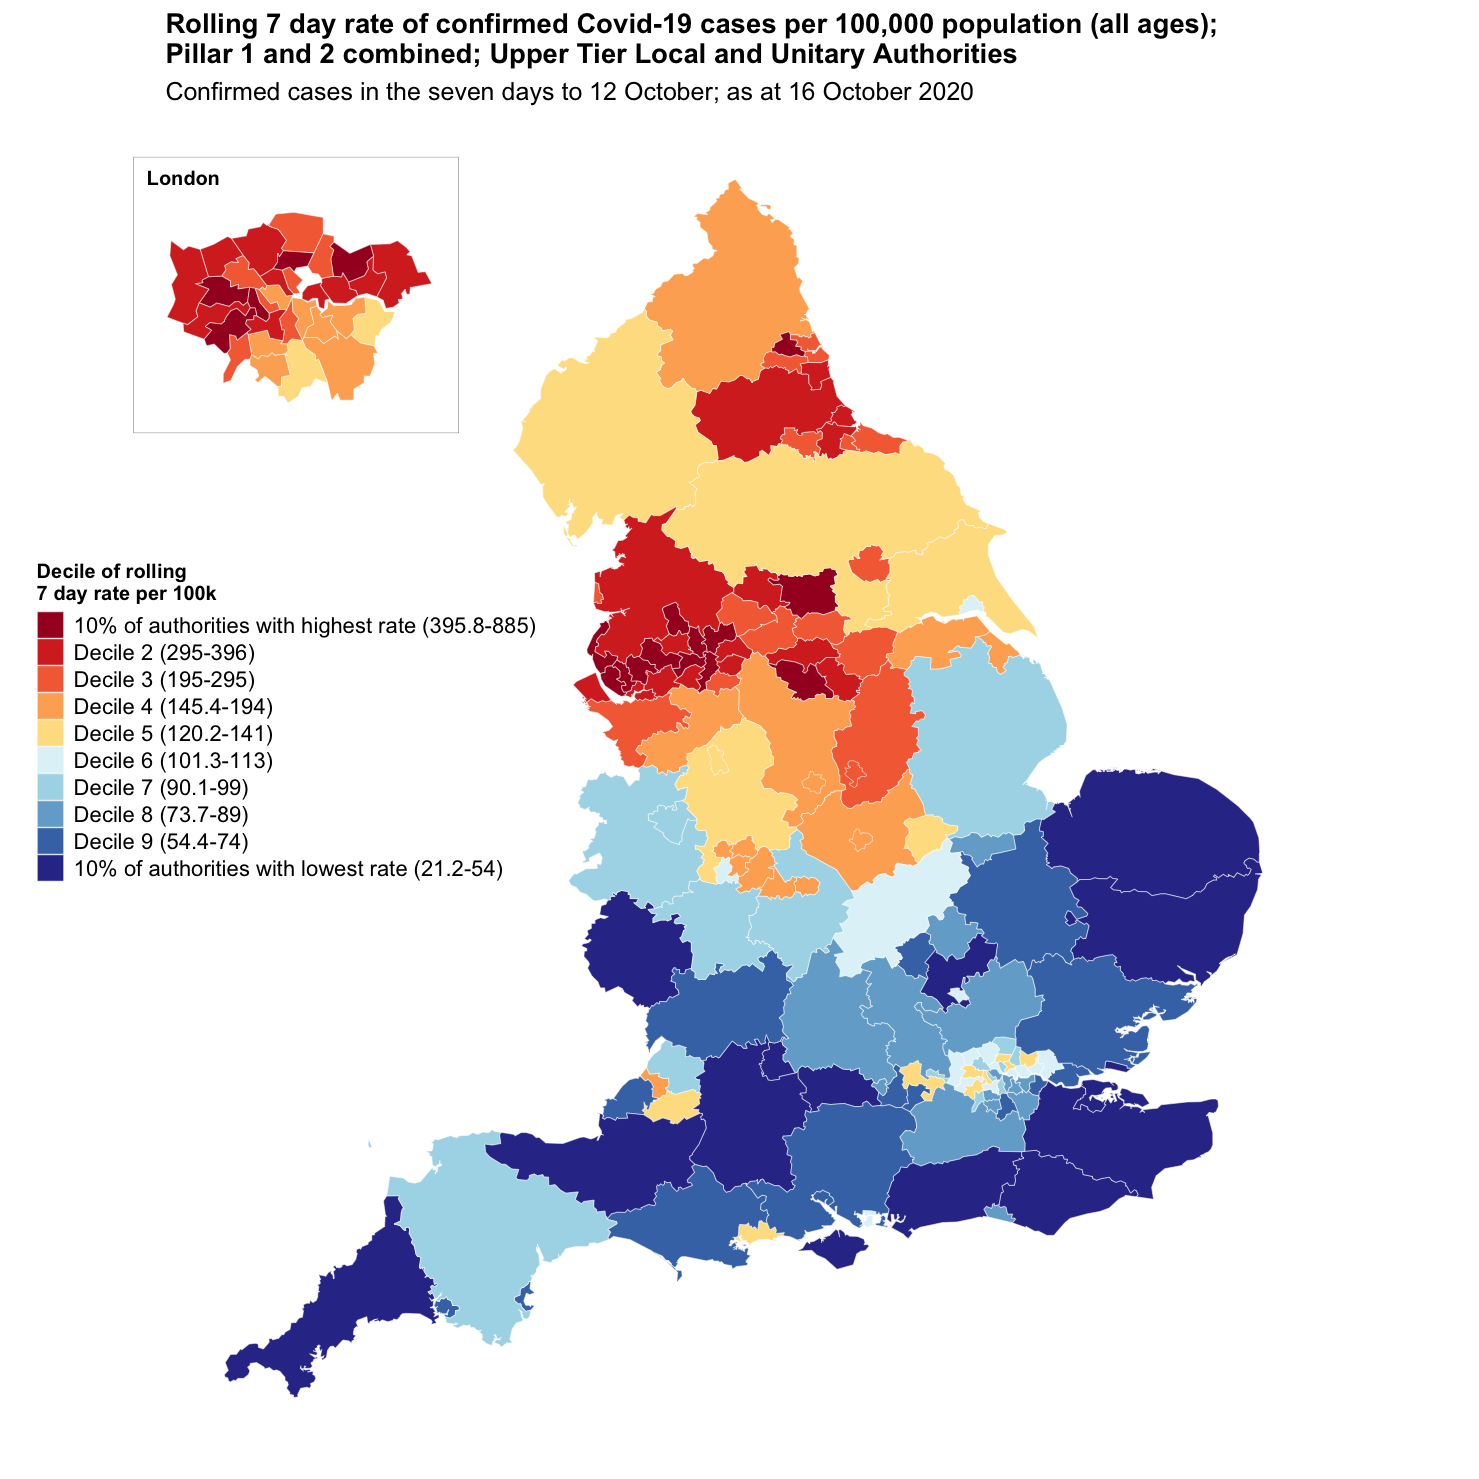 Rolling 7 day rate of confirmed Covid-19 cases per 100,000 population (all ages);
Pillar 1 and 2 combined; Upper Tier Local and Unitary Authorities
Confirmed cases in the seven days to 12 October; as at 16 October 2020
London
Decile of rolling
7 day rate per 100k
10% of authorities with highest rate (395.8-885)
Decile 2 (295-396)
Decile 3 (195-295)
Decile 4 (145.4-194)
Decile 5 (120.2-141)
Decile 6 (101.3-113)
Decile 7 (90.1-99)
Decile 8 (73.7-89)
Decile 9 (54.4-74)
10% of authorities with lowest rate (21.2-54)